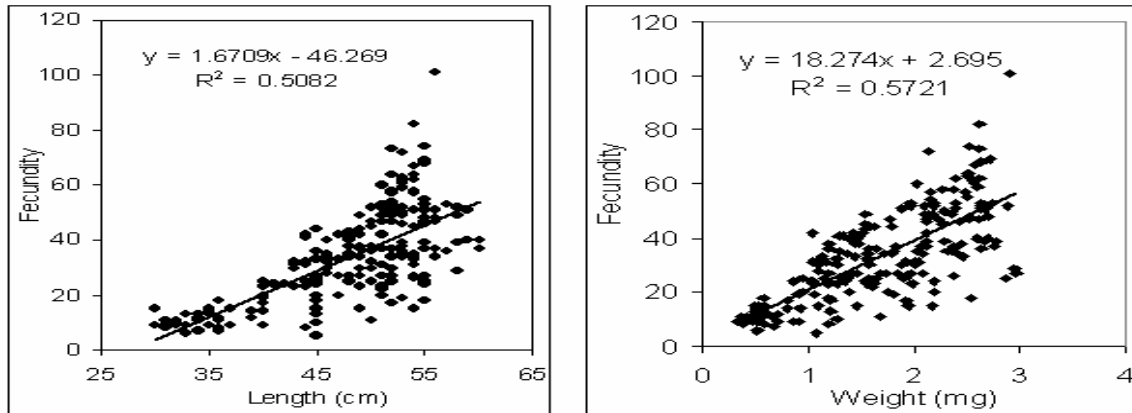 120
100
80
60
40
20
0
Fecundity
y = 1.6709x - 46.269
R² = 0.5082
25 35 45 55 65
Length (cm)
120
100
80
60
40
20
0
Fecundity
y = 18.274x + 2.695
R² = 0.5721
0 1 2 3 4
Weight (mg)